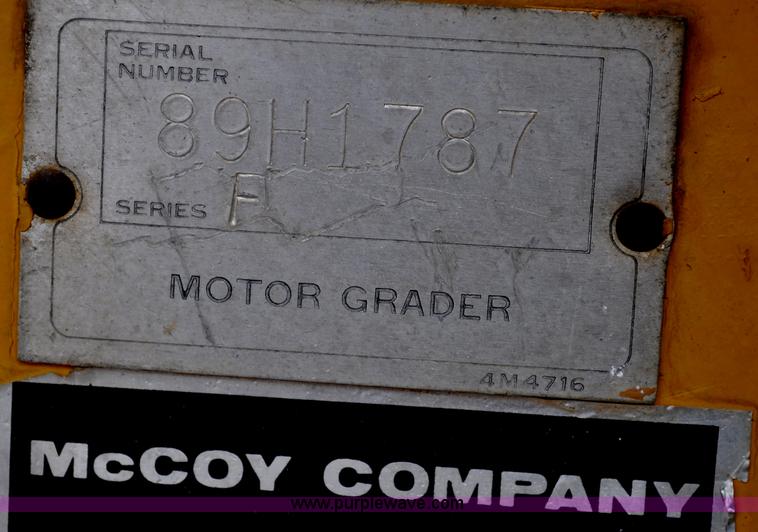 SERIAL
NUMBER
89H1787
SERIES F
MOTOR GRADER
4M4716
McCOY COMPANY
www.purplewave.com